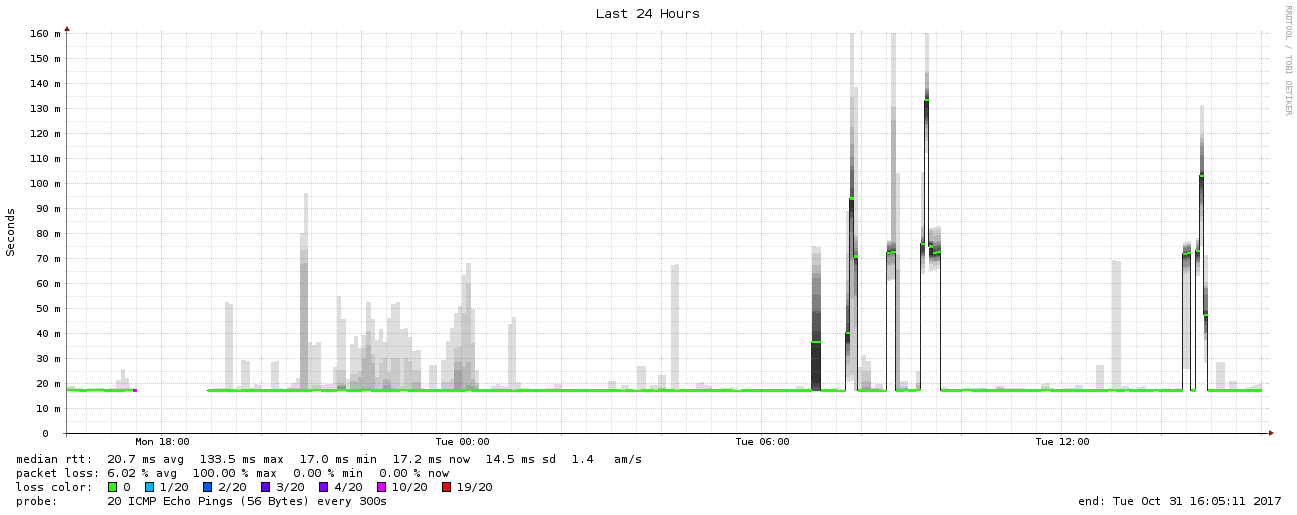 Last 24 Hours
RRDTOOL / TOBI OETIKER
160 m
150 m
140 m
130 m
120 m
110 m
100 m
90 m
80 m
70 m
60 m
50 m
40 m
30 m
20 m
10 m
0
Seconds
Mon 18:00 Tue 00:00 Tue 06:00 Tue 12:00
median rtt: 20.7 ms avg 133.5 ms max 17.0 ms min 17.2 ms now 14.5 ms sd 1.4 am/s
packet loss: 6.02 % avg 100.00 % max 0.00 % min 0.00 % now
loss color: 0 1/20 2/20 3/20 4/20 10/20 19/20
probe: 20 ICMP Echo Pings (56 Bytes) every 300s end: Tue Oct 31 16:05:11 2017